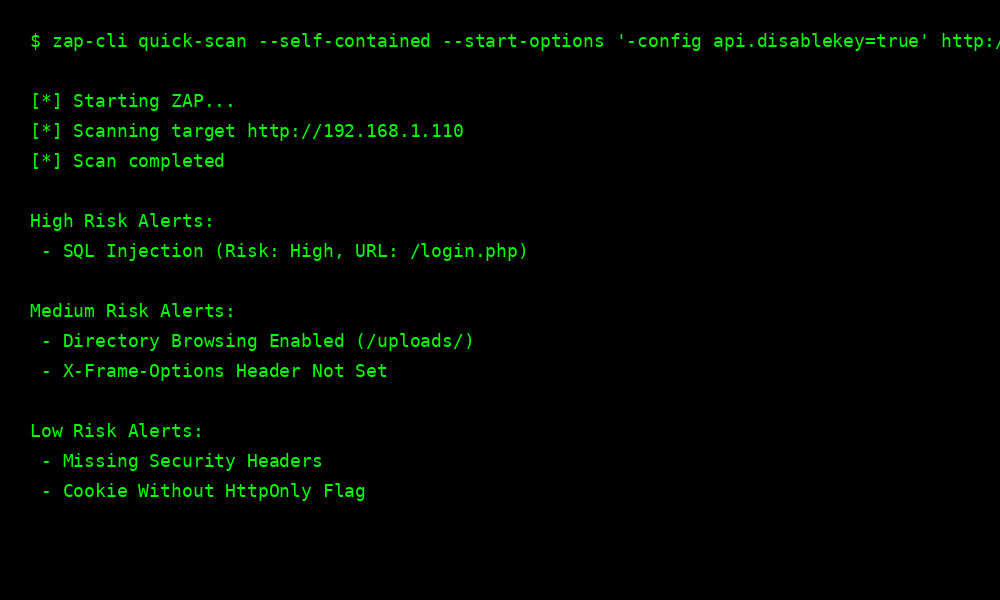 $ zap-cli quick-scan --self-contained --start-options '-config api.disablekey=true' http:/
[*] Starting ZAP...
[*] Scanning target http://192.168.1.110
[*] Scan completed
High Risk Alerts:
- SQL Injection (Risk: High, URL: /login.php)
Medium Risk Alerts:
- Directory Browsing Enabled (/uploads/)
- X-Frame-Options Header Not Set
Low Risk Alerts:
- Missing Security Headers
- Cookie Without HttpOnly Flag